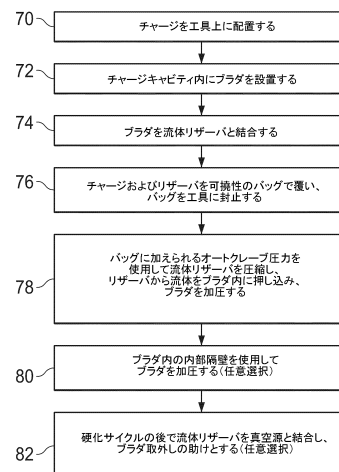 70
チャージを工具上に配置する
72
チャージキャビティ内にブラダを設置する
74
ブラダを流体リザーバと結合する
76
チャージおよびリザーバを可撓性のバッグで覆い、
バッグを工具に封止する
78
バッグに加えられるオートクレーブ圧力を
使用して流体リザーバを圧縮し、
リザーバから流体をブラダ内に押し込み、
ブラダを加圧する
80
ブラダ内の内部隔壁を使用して
ブラダを加圧する(任意選択)
82
硬化サイクルの後で流体リザーバを真空源と結合し、
ブラダ取外しの助けとする(任意選択)